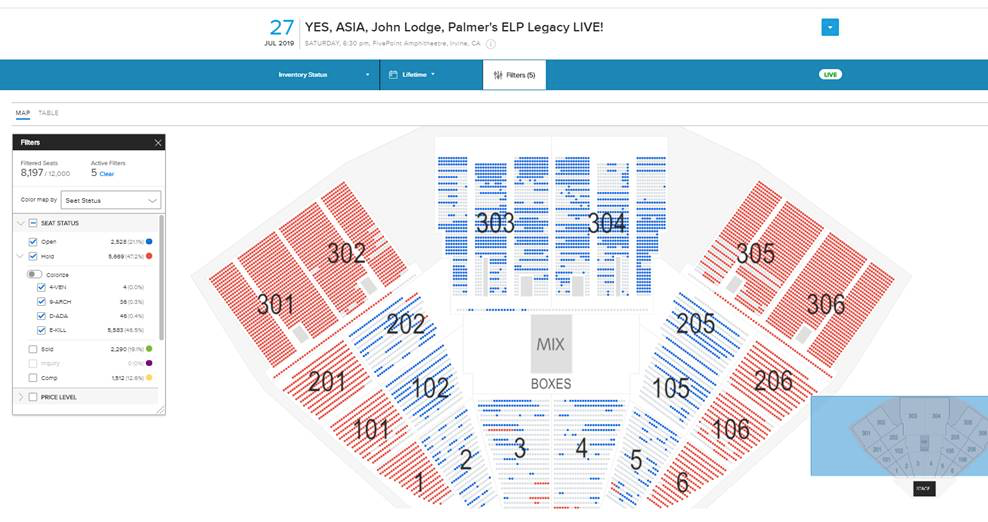 27
JUL 2019
YES, ASIA, John Lodge, Palmer's ELP Legacy LIVE!
SATURDAY, 6:30 pm, FivePoint Amphitheatre, Irvine, CA
Inventory Status
Lifetime
Filters (5)
LIVE
MAP TABLE
Filters
Filtered Seats
8,197 / 12,000
Active Filters
5 Clear
Color map by
Seat Status
SEAT STATUS
Open 2,528 (21.1%)
Hold 5,669 (47.2%)
Colorize
4-VEN 4 (0.0%)
9-ARCH 36 (0.3%)
D-ADA 46 (0.4%)
E-KILL 5,583 (46.5%)
Sold 2,290 (19.1%)
Inquiry 0 (0%)
Comp 1,512 (12.6%)
PRICE LEVEL
303 304
302 305
301 306
202 205
MIX
BOXES
201 206
102 105
101 106
3 4
2 5
1 6
303 304
STAGE